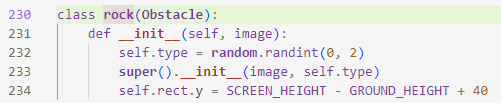 230 class rock(Obstacle):
231     def __init__(self, image):
232         self.type = random.randint(0, 2)
233         super().__init__(image, self.type)
234         self.rect.y = SCREEN_HEIGHT - GROUND_HEIGHT + 40